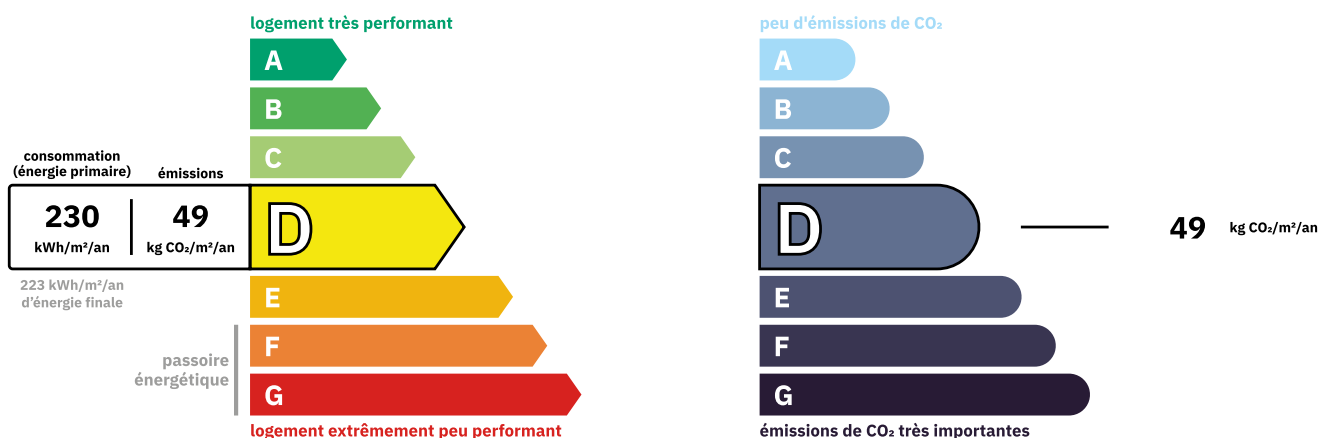 logement très performant
A
B
C
consommation
(énergie primaire)
émissions
230
kWh/m²/an
49
kg CO₂/m²/an
D
223 kWh/m²/an
d'énergie finale
E
F
passoire
énergétique
G
logement extrêmement peu performant
peu d'émissions de CO₂
A
B
C
D
49 kg CO₂/m²/an
E
F
G
émissions de CO₂ très importantes